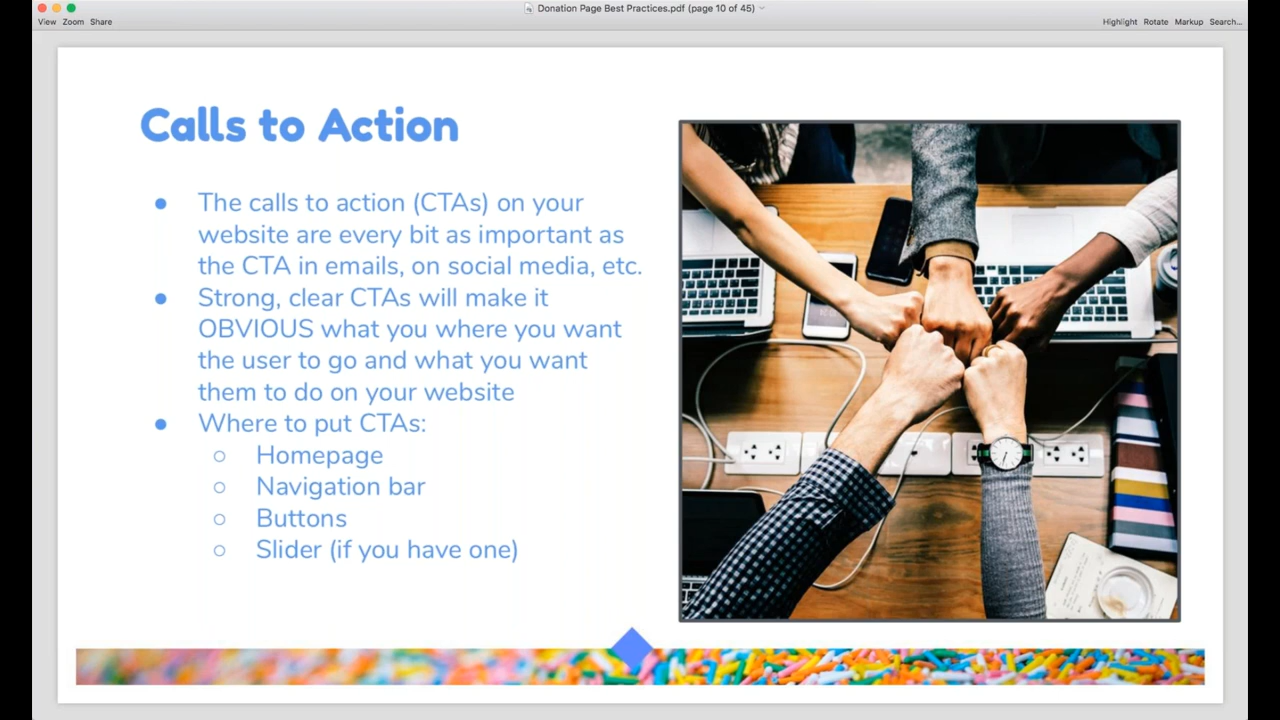 Donation Page Best Practices.pdf (page 10 of 45)
View Zoom Share
Highlight Rotate Markup Search...
Calls to Action
● The calls to action (CTAs) on your
website are every bit as important as
the CTA in emails, on social media, etc.
● Strong, clear CTAs will make it
OBVIOUS what you where you want
the user to go and what you want
them to do on your website
● Where to put CTAs:
○ Homepage
○ Navigation bar
○ Buttons
○ Slider (if you have one)